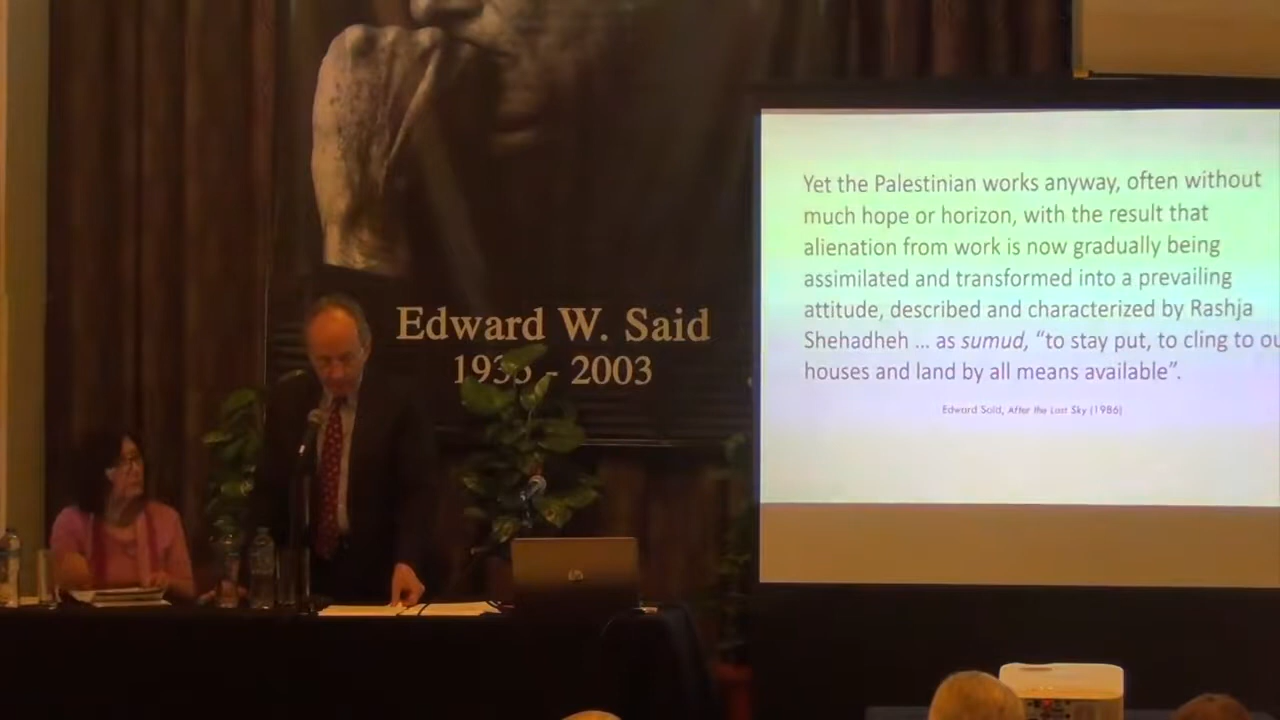 Edward W. Said
1935 - 2003
Yet the Palestinian works anyway, often without
much hope or horizon, with the result that
alienation from work is now gradually being
assimilated and transformed into a prevailing
attitude, described and characterized by Rashja
Shehadheh ... as sumud, “to stay put, to cling to ou
houses and land by all means available”.
Edward Said, After the Last Sky (1986)
hp